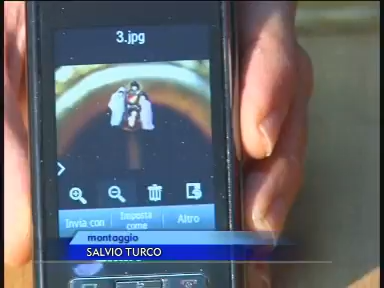 3.jpg
Invia con
Imposta
come
Altro
montaggio
SALVIO TURCO